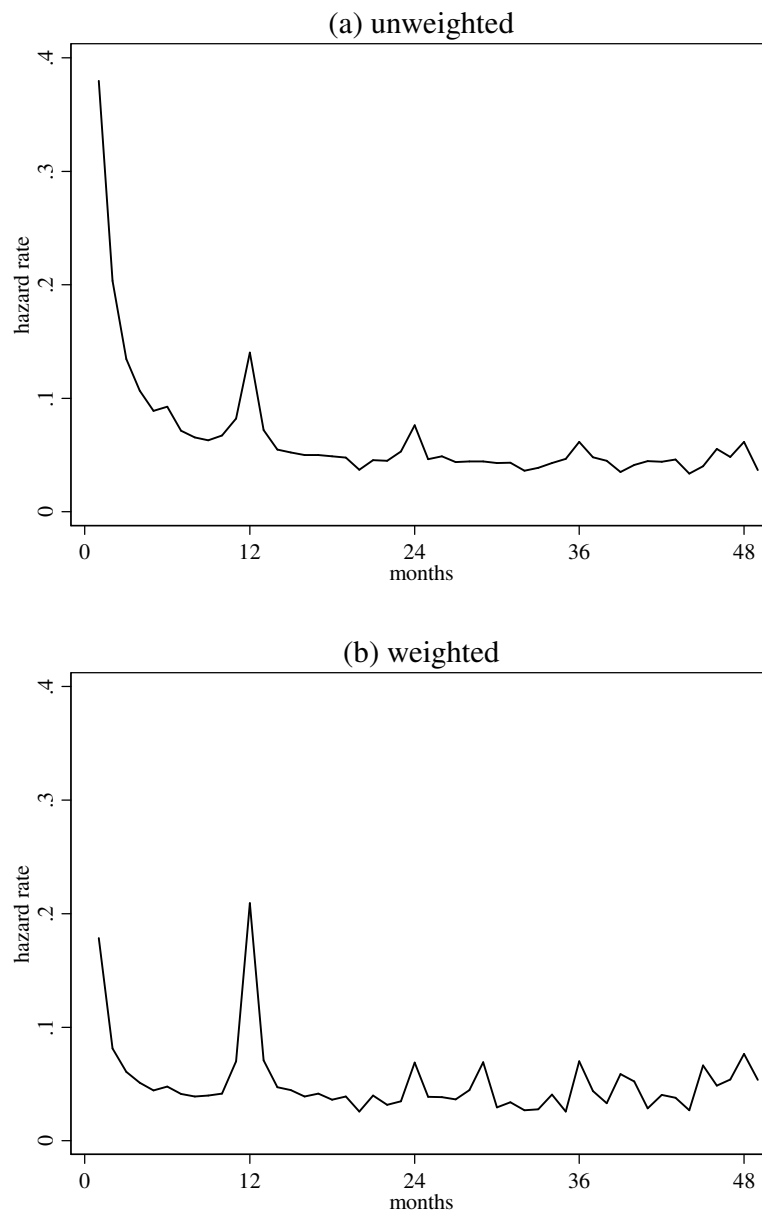 (a) unweighted
.4
.3
.2
.1
0
hazard rate
0 12 24 36 48
months
(b) weighted
.4
.3
.2
.1
0
hazard rate
0 12 24 36 48
months